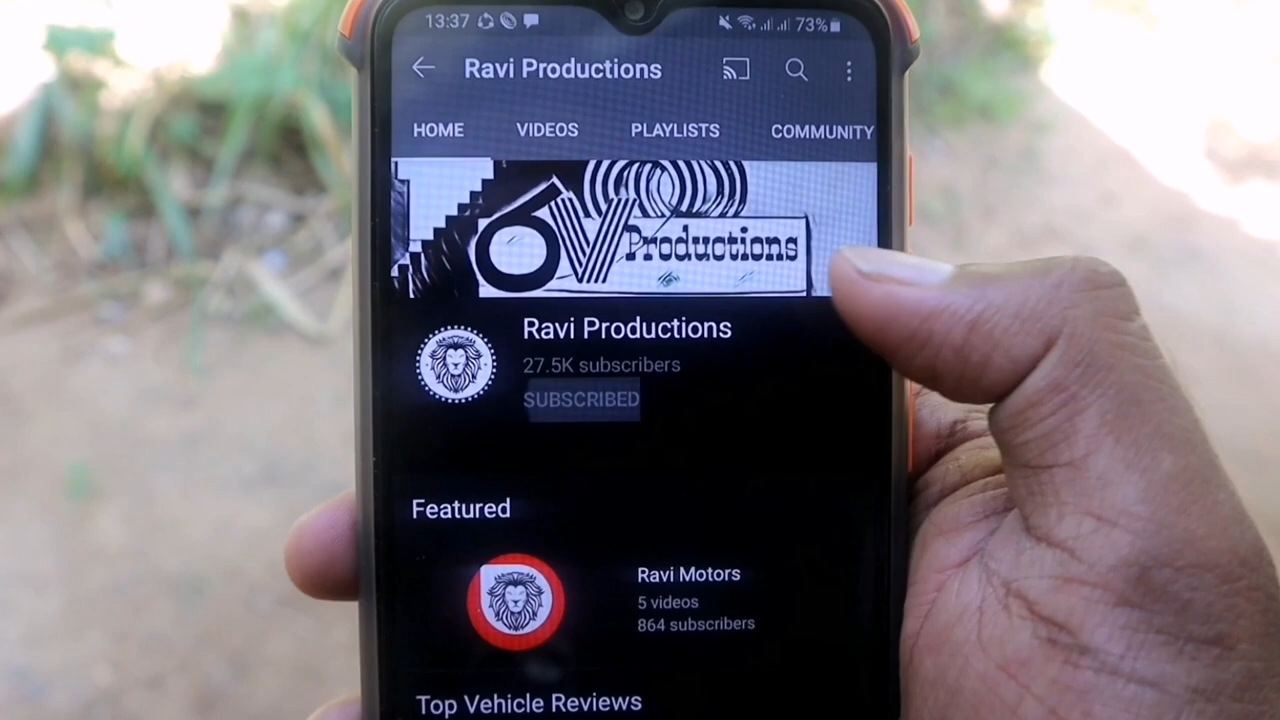 13:37 73%
Ravi Productions
HOME VIDEOS PLAYLISTS COMMUNITY
6V Productions
Ravi Productions
27.5K subscribers
SUBSCRIBED
Featured
Ravi Motors
5 videos
864 subscribers
Top Vehicle Reviews